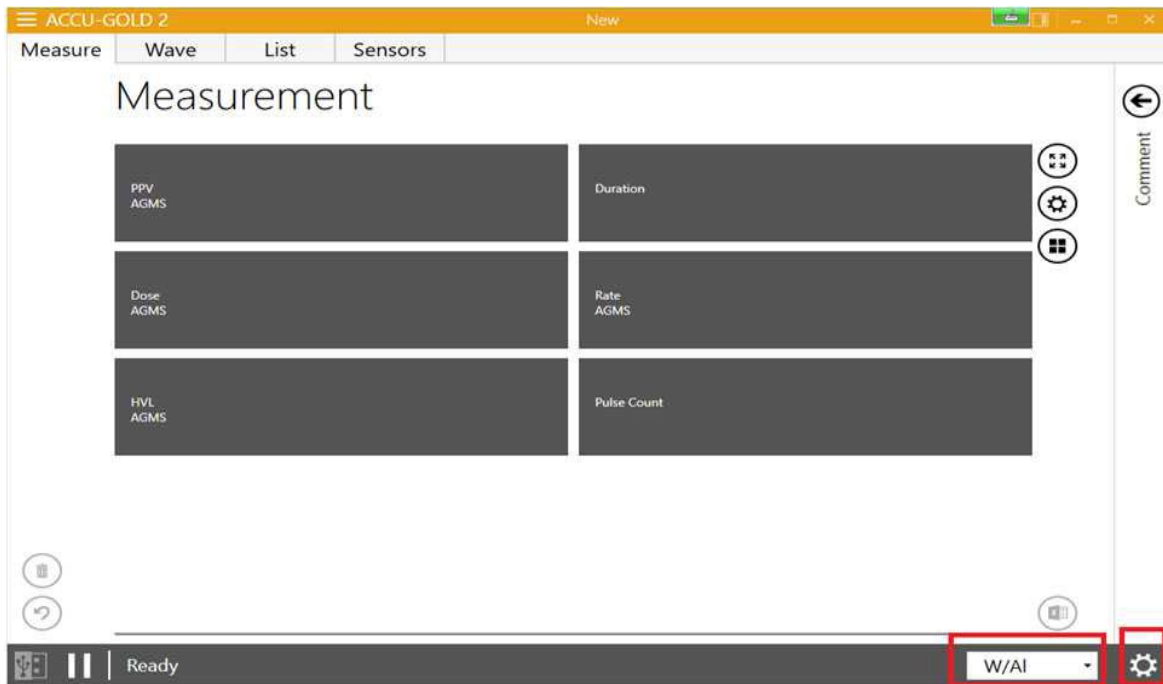 ACCU-GOLD 2
New
Measure Wave List Sensors
Measurement
PPV
AGMS
Duration
Dose
AGMS
Rate
AGMS
HVL
AGMS
Pulse Count
Comment
Ready
W/Al